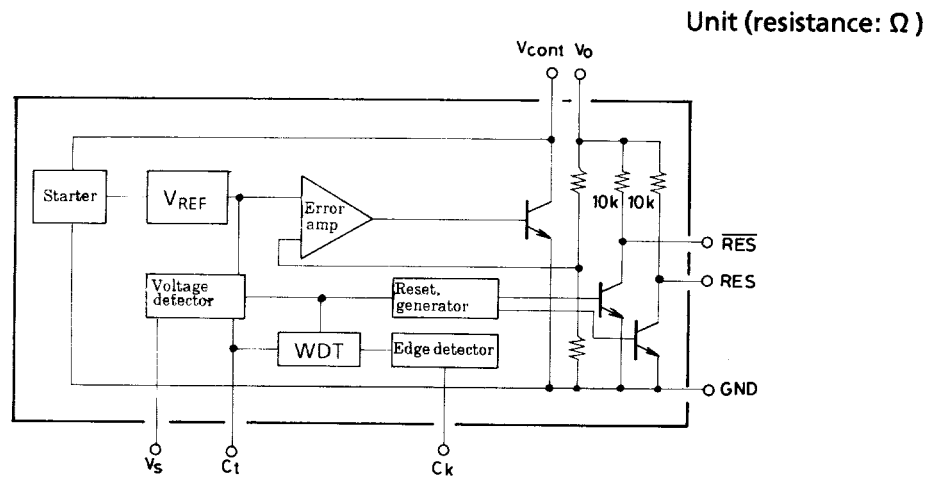 Unit (resistance: Ω )
Vcont Vo
Starter
VREF
Error
amp
10k 10k
RES
RES
Voltage
defector
Reset.
generator
WDT
Edge detector
GND
Vs
Ct
Ck